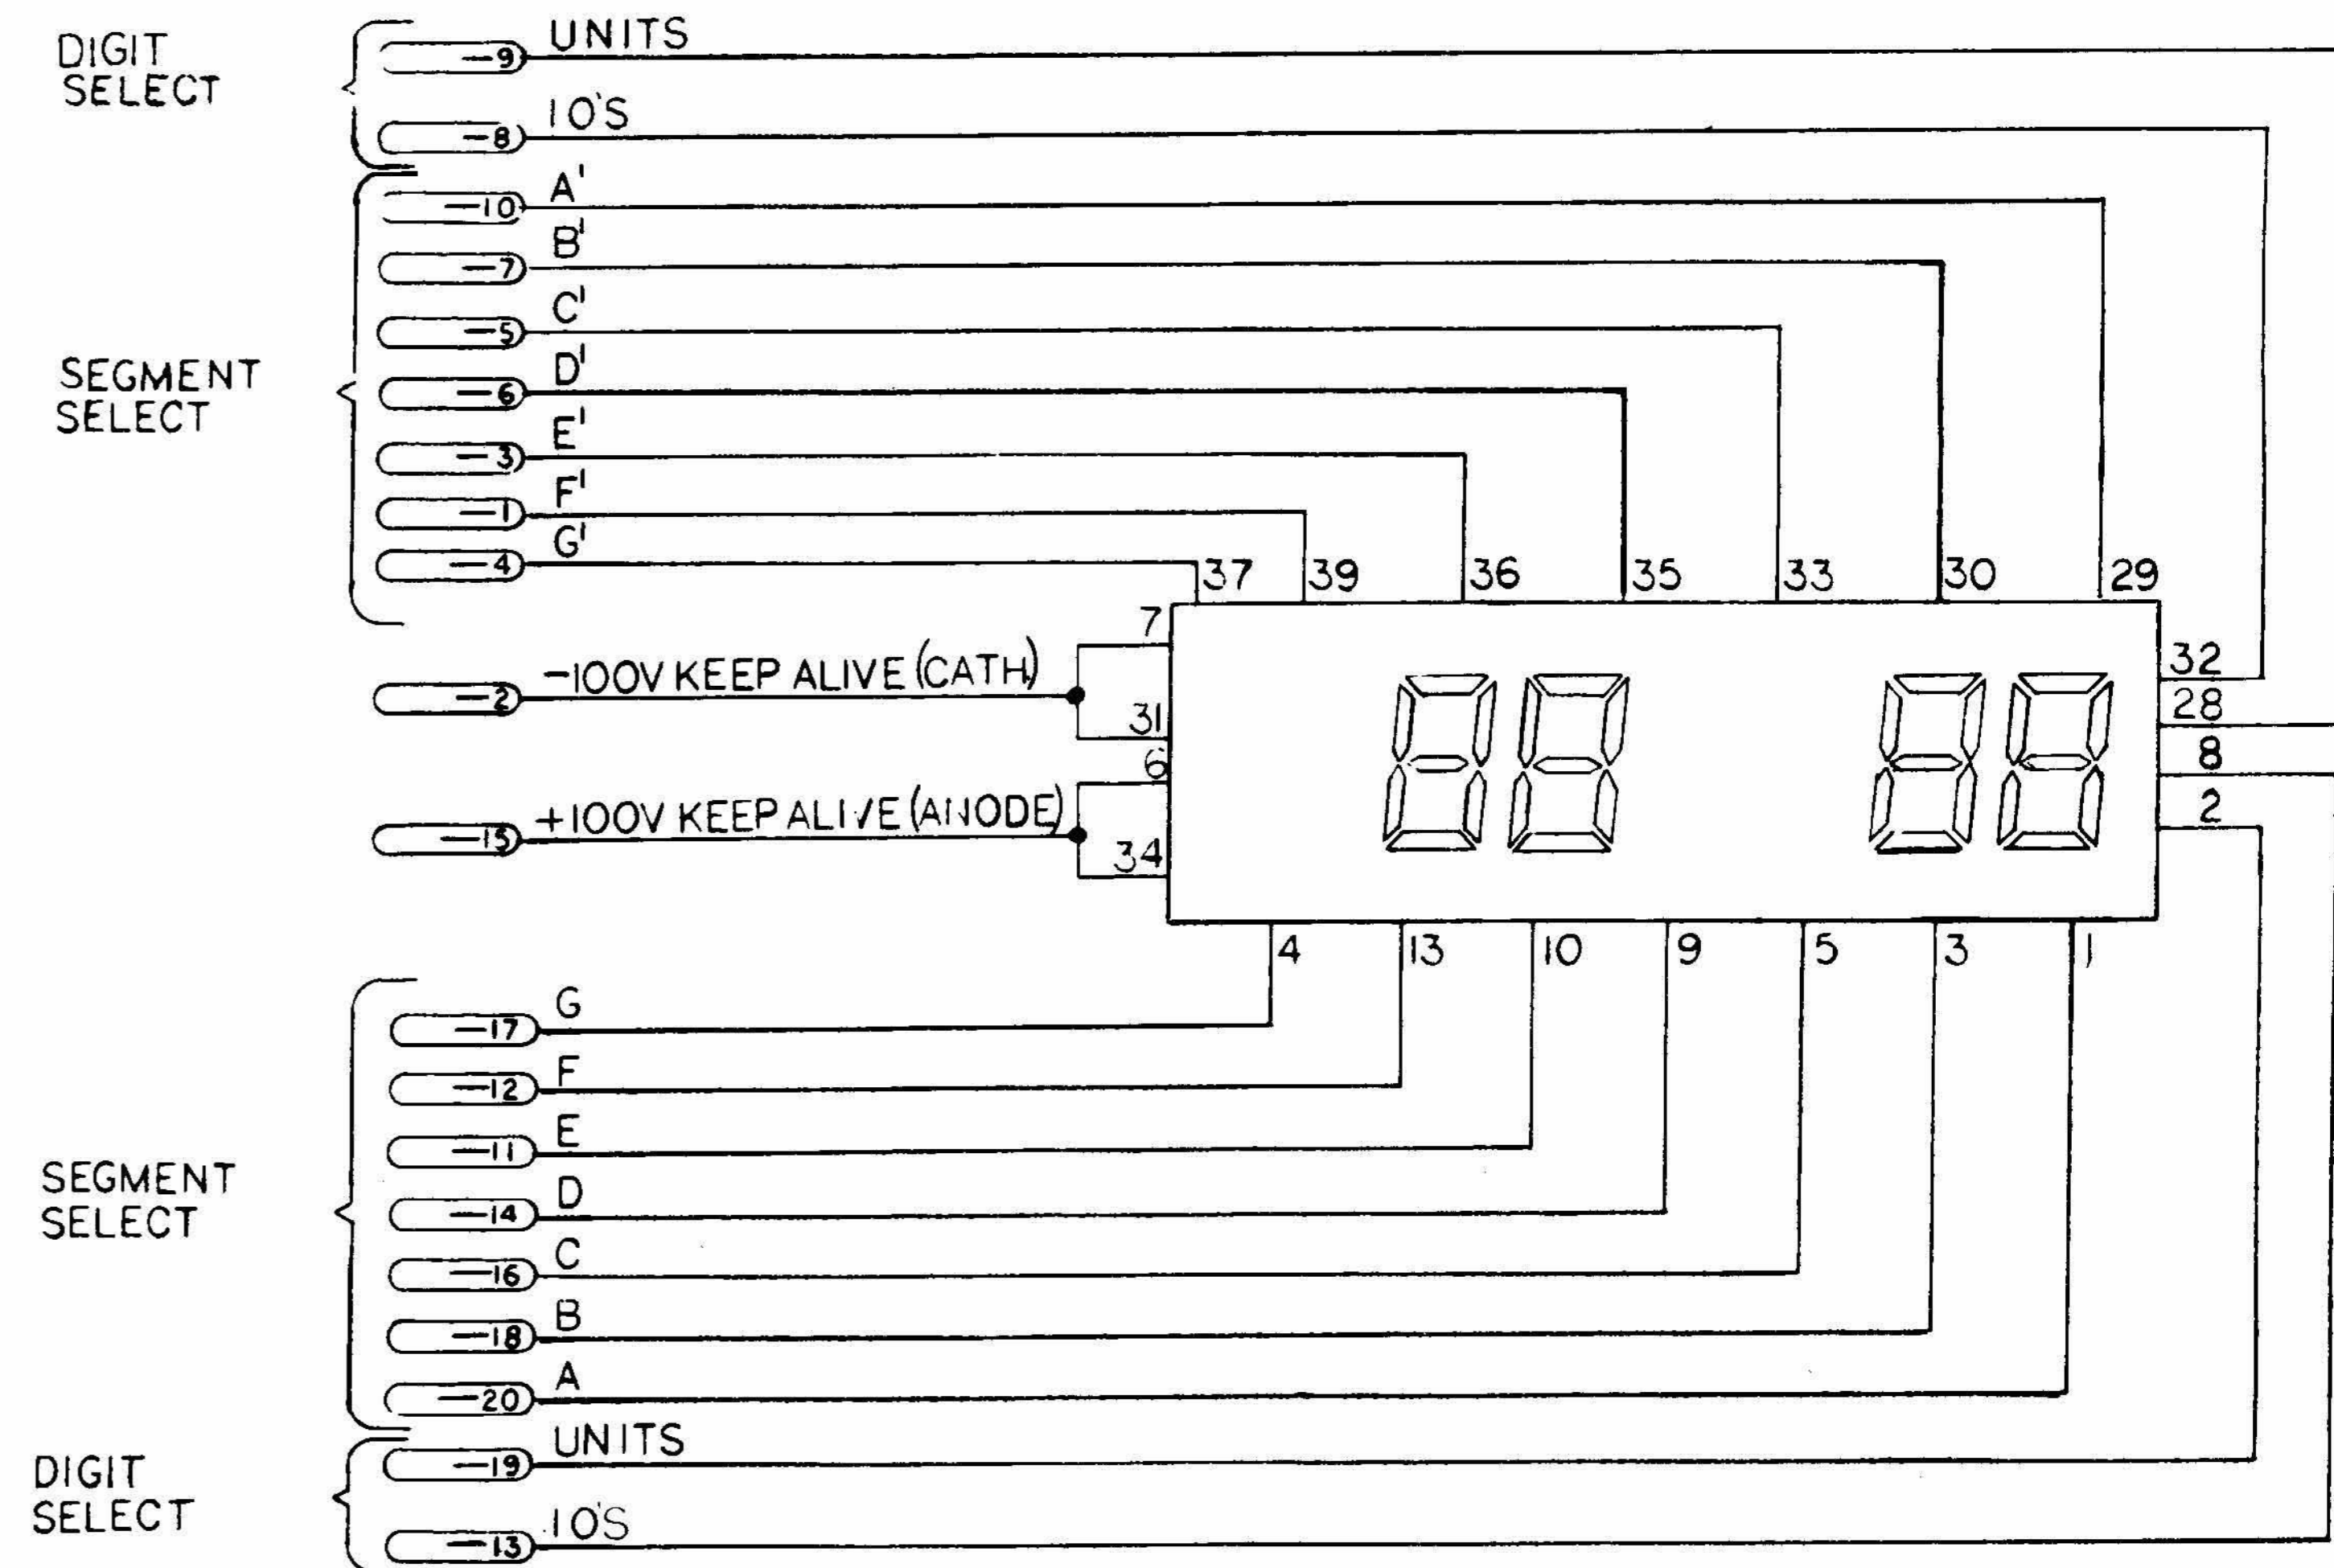 DIGIT
SELECT
-9 UNITS
-8 10'S
SEGMENT
SELECT
-10 A'
-7 B'
-5 C'
-6 D'
-3 E'
-1 F'
-4 G'
37 39 36 35 33 30 29
7
-2 -100V KEEP ALIVE (CATH)
31
6
-15 +100V KEEP ALIVE (ANODE)
34
88 88
32
28
8
2
4 13 10 9 5 3 1
SEGMENT
SELECT
-17 G
-12 F
-11 E
-14 D
-16 C
-18 B
-20 A
DIGIT
SELECT
-19 UNITS
-13 10'S